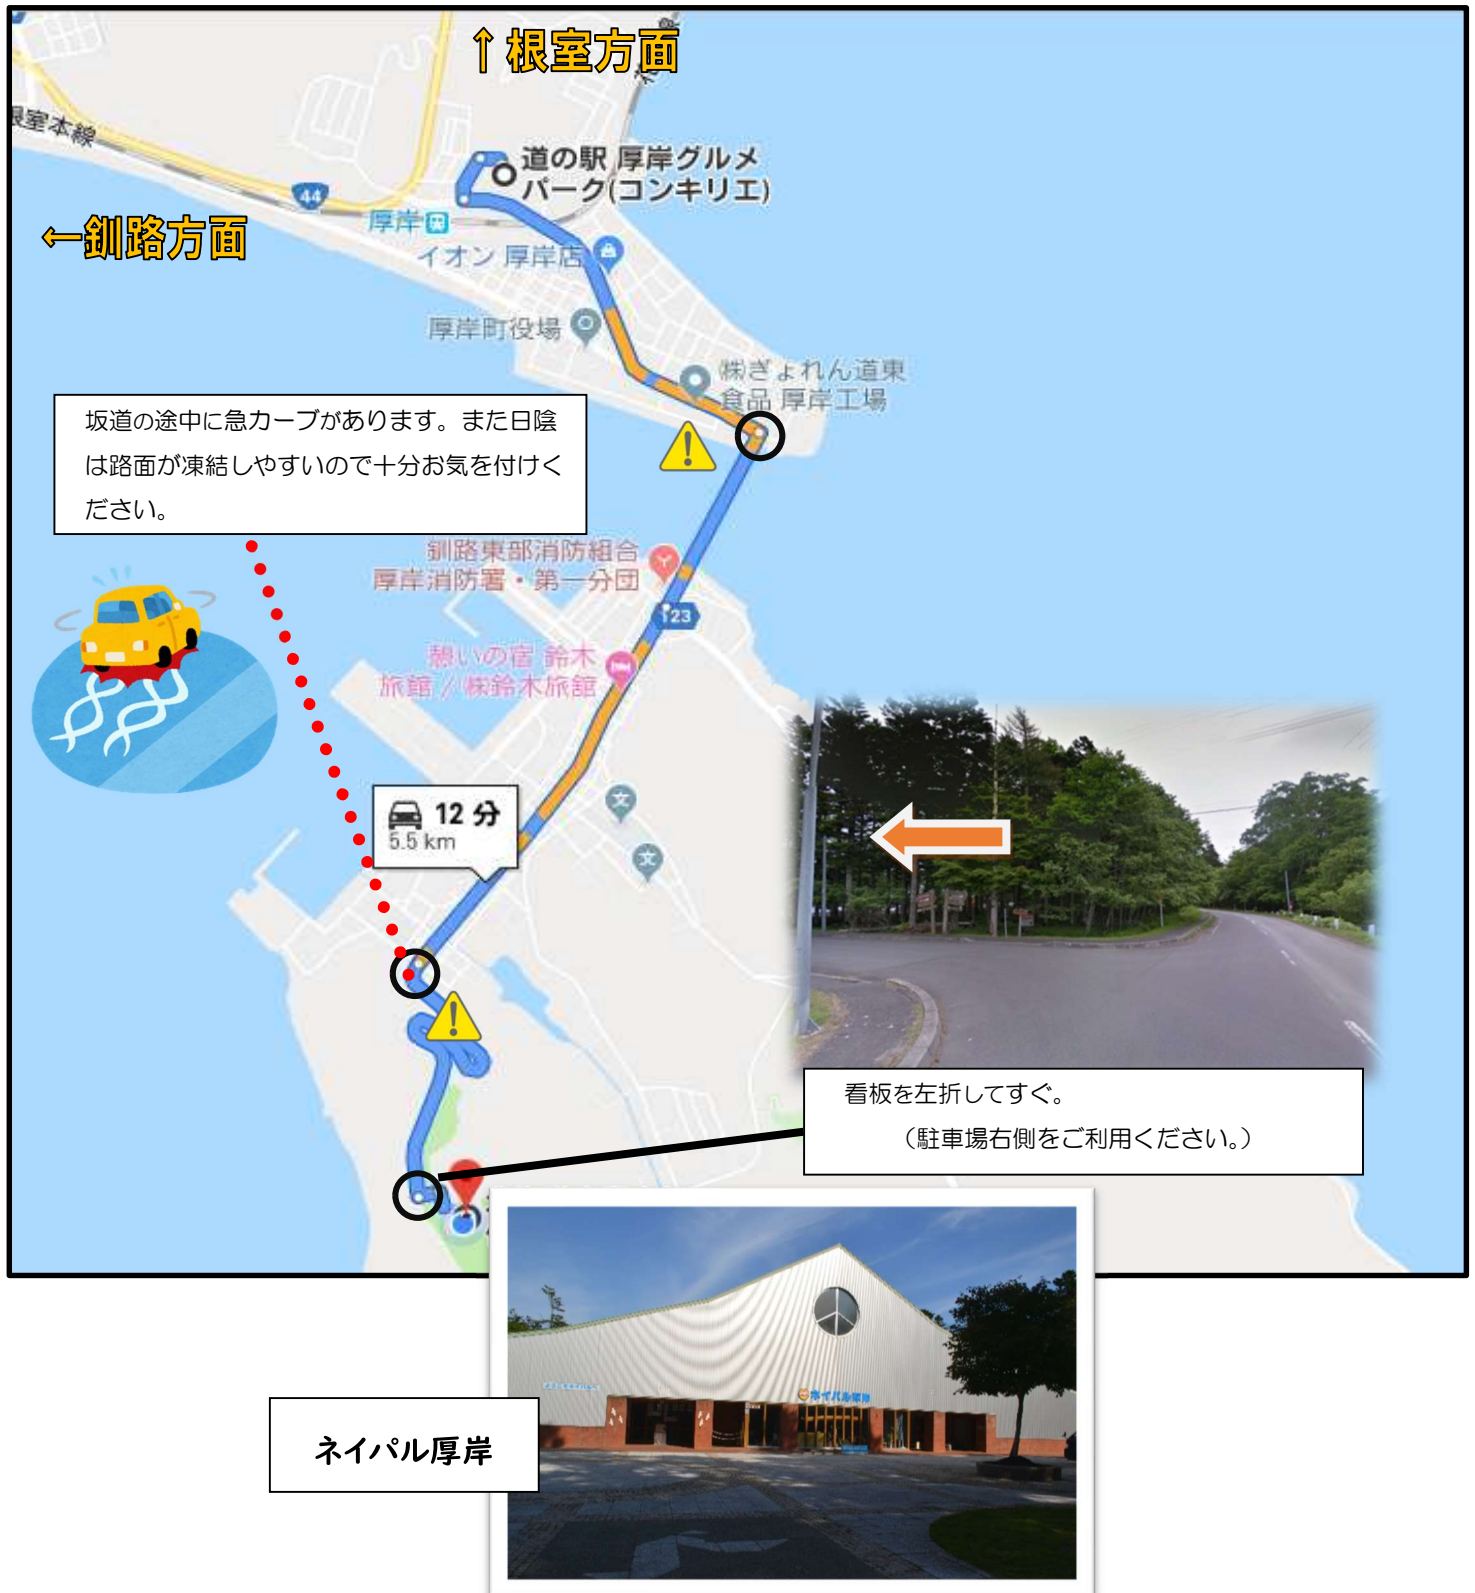 ↑根室方面
根室本線
道の駅 厚岸グルメ
パーク(コンキリエ)
44
←釧路方面
厚岸
イオン 厚岸店
厚岸町役場
㈱ぎょれん道東
食品 厚岸工場
坂道の途中に急カーブがあります。また日陰
は路面が凍結しやすいので十分お気を付けく
ださい。
釧路東部消防組合
厚岸消防署・第一分団
123
憩いの宿 鈴木
旅館 / ㈱鈴木旅館
文
12 分
5.5 km
文
看板を左折してすぐ。
（駐車場右側をご利用ください。）
ネイパル厚岸
ネイパル厚岸